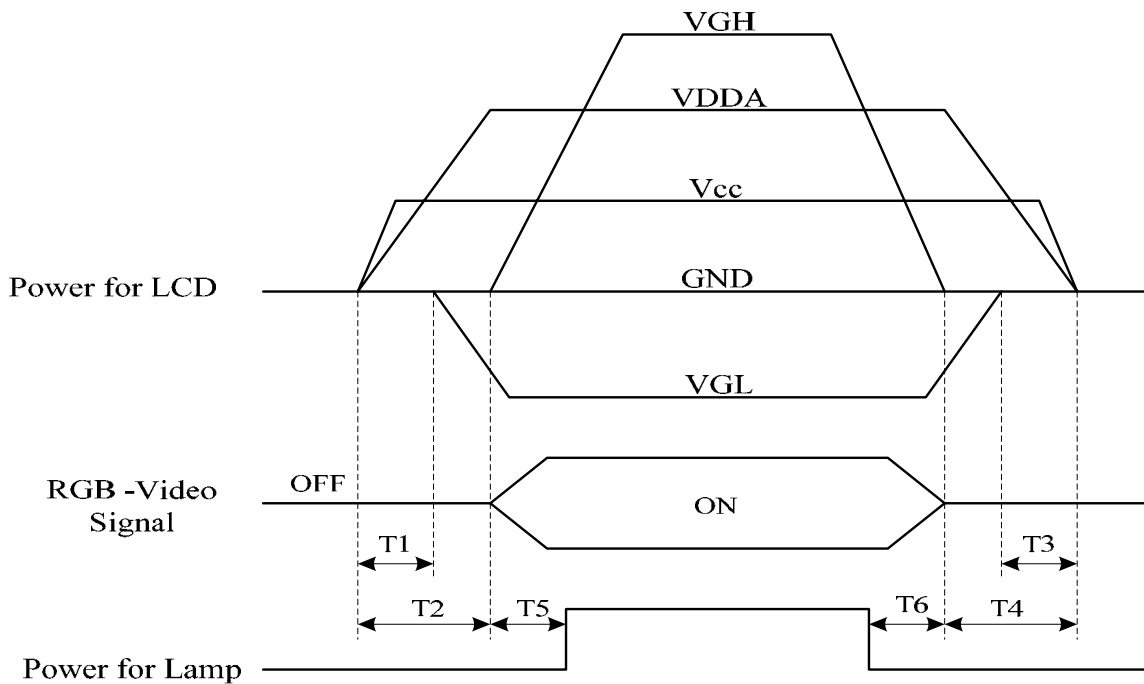 VGH
VDDA
Vcc
Power for LCD
GND
VGL
RGB -Video
Signal
OFF
ON
T1
T3
T2
T5
T6
T4
Power for Lamp